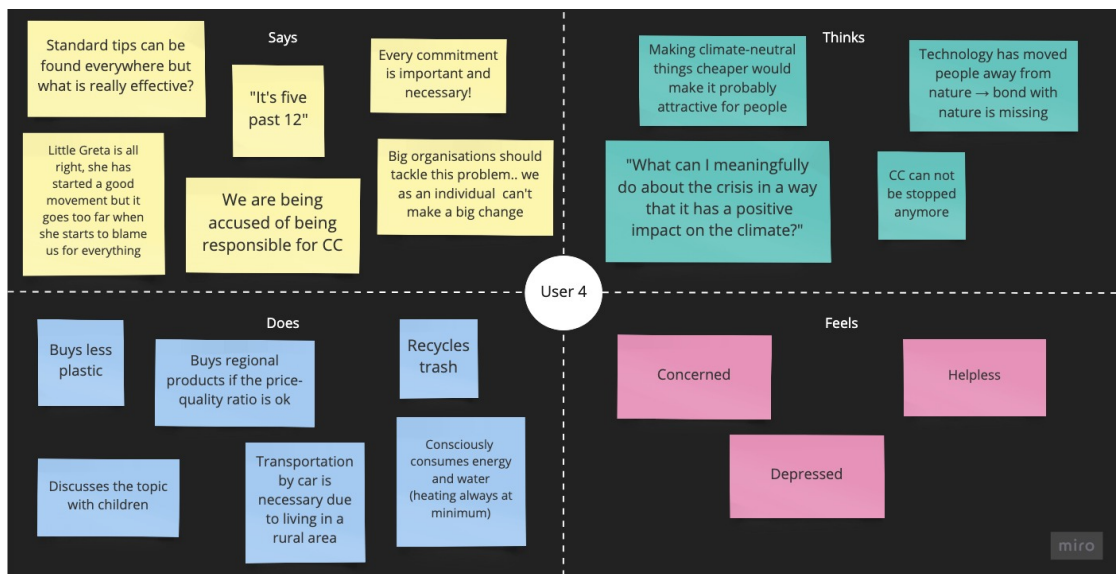 Says
Standard tips can be
found everywhere but
what is really effective?
"It's five
past 12"
Every commitment
is important and
necessary!
Little Greta is all
right, she has
started a good
movement but it
goes too far when
she starts to blame
us for everything
We are being
accused of being
responsible for CC
Big organisations should
tackle this problem.. we
as an individual can't
make a big change
Thinks
Making climate-neutral
things cheaper would
make it probably
attractive for people
Technology has moved
people away from
nature → bond with
nature is missing
"What can I meaningfully
do about the crisis in a way
that it has a positive
impact on the climate?"
CC can not
be stopped
anymore
User 4
Does
Buys less
plastic
Buys regional
products if the price-
quality ratio is ok
Recycles
trash
Discusses the topic
with children
Transportation
by car is
necessary due
to living in a
rural area
Consciously
consumes energy
and water
(heating always at
minimum)
Feels
Concerned
Helpless
Depressed
miro